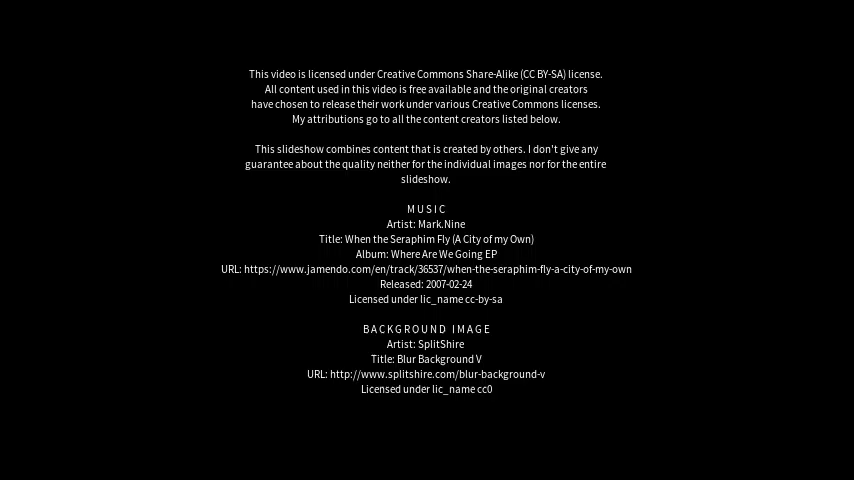 This video is licensed under Creative Commons Share-Alike (CC BY-SA) license.
All content used in this video is free available and the original creators
have chosen to release their work under various Creative Commons licenses.
My attributions go to all the content creators listed below.
This slideshow combines content that is created by others. I don't give any
guarantee about the quality neither for the individual images nor for the entire
slideshow.
MUSIC
Artist: Mark.Nine
Title: When the Seraphim Fly (A City of my Own)
Album: Where Are We Going EP
URL: https://www.jamendo.com/en/track/36537/when-the-seraphim-fly-a-city-of-my-own
Released: 2007-02-24
Licensed under lic_name cc-by-sa
BACKGROUND IMAGE
Artist: SplitShire
Title: Blur Background V
URL: http://www.splitshire.com/blur-background-v
Licensed under lic_name cc0